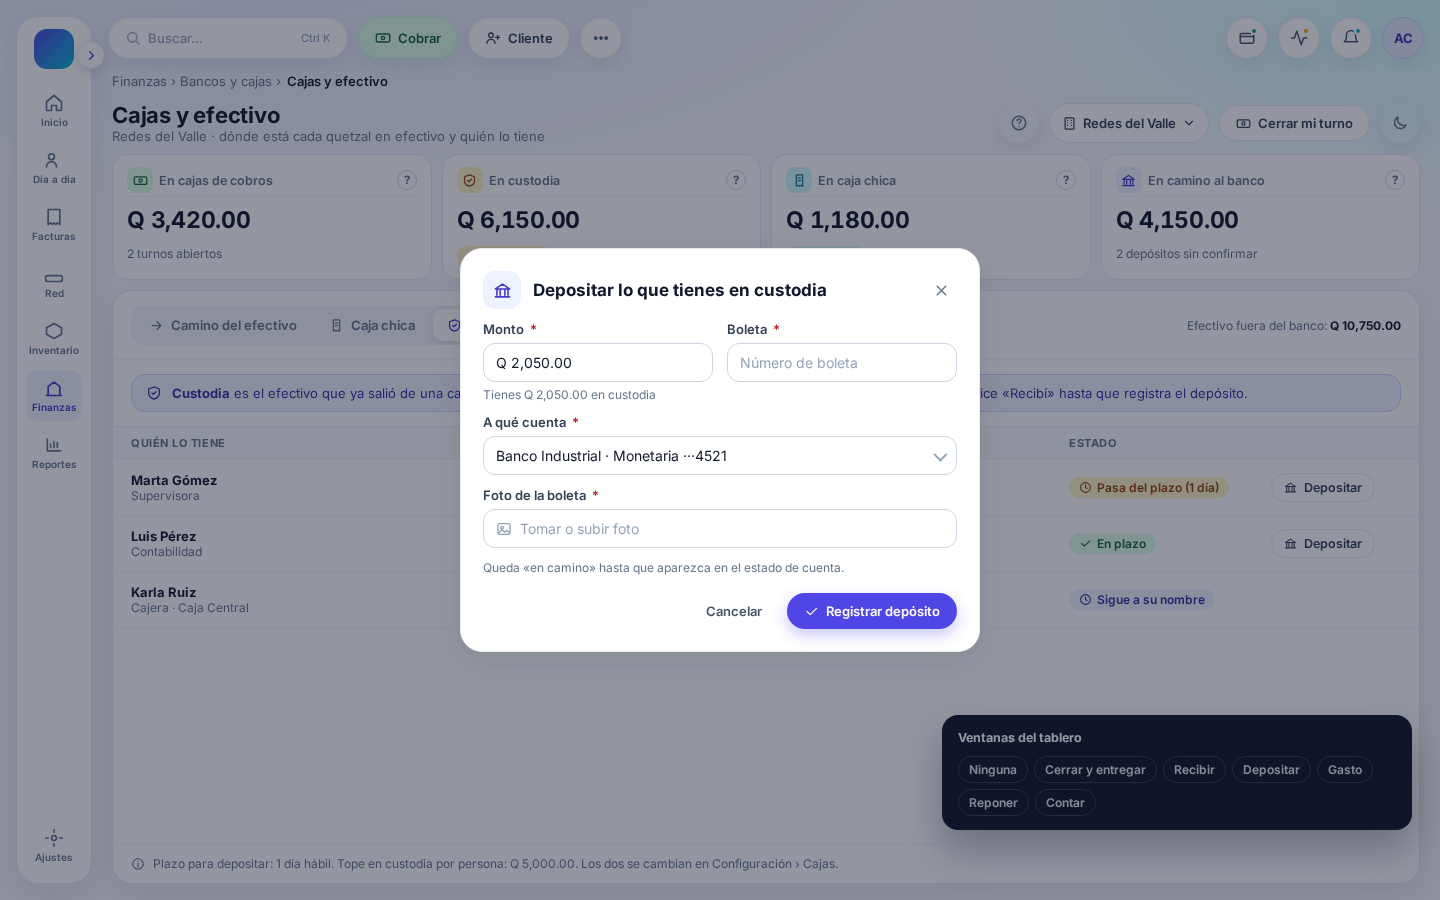 Buscar...
Ctrl K
Cobrar
Cliente
AC
Finanzas › Bancos y cajas › Cajas y efectivo
Cajas y efectivo
Redes del Valle · dónde está cada quetzal en efectivo y quién lo tiene
Redes del Valle
Cerrar mi turno
Inicio
Día a día
Facturas
Red
Inventario
Finanzas
Reportes
Ajustes
En cajas de cobros
?
Q 3,420.00
2 turnos abiertos
En custodia
?
Q 6,150.00
En caja chica
?
Q 1,180.00
En camino al banco
?
Q 4,150.00
2 depósitos sin confirmar
Camino del efectivo
Caja chica
Efectivo fuera del banco: Q 10,750.00
Custodia es el efectivo que ya salió de una ca
ice «Recibí» hasta que registra el depósito.
QUIÉN LO TIENE
ESTADO
Marta Gómez
Supervisora
Pasa del plazo (1 día)
Depositar
Luis Pérez
Contabilidad
En plazo
Depositar
Karla Ruiz
Cajera · Caja Central
Sigue a su nombre
Plazo para depositar: 1 día hábil. Tope en custodia por persona: Q 5,000.00. Los dos se cambian en Configuración › Cajas.
Depositar lo que tienes en custodia
Monto *
Boleta *
Q 2,050.00
Número de boleta
Tienes Q 2,050.00 en custodia
A qué cuenta *
Banco Industrial · Monetaria ···4521
Foto de la boleta *
Tomar o subir foto
Queda «en camino» hasta que aparezca en el estado de cuenta.
Cancelar
Registrar depósito
Ventanas del tablero
Ninguna
Cerrar y entregar
Recibir
Depositar
Gasto
Reponer
Contar